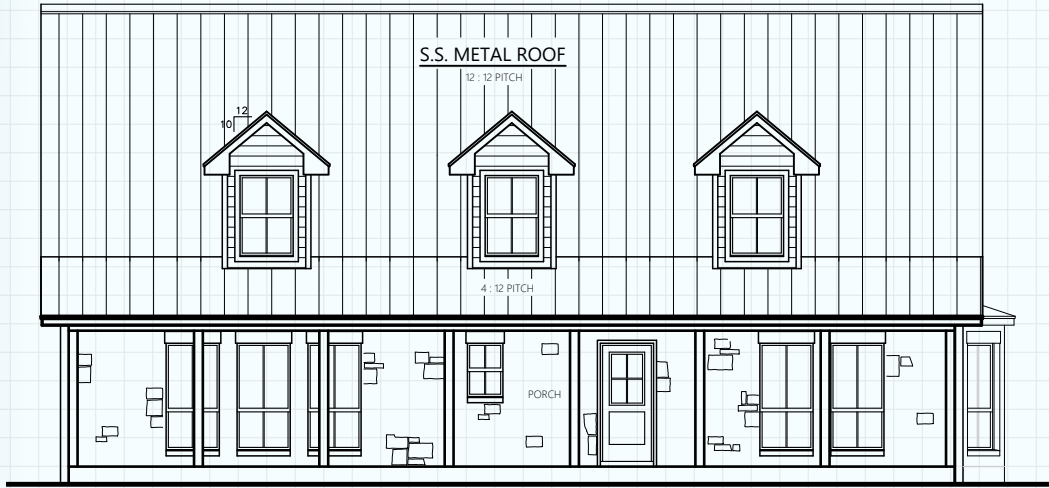 S.S. METAL ROOF
12 : 12 PITCH
12
10
4 : 12 PITCH
PORCH